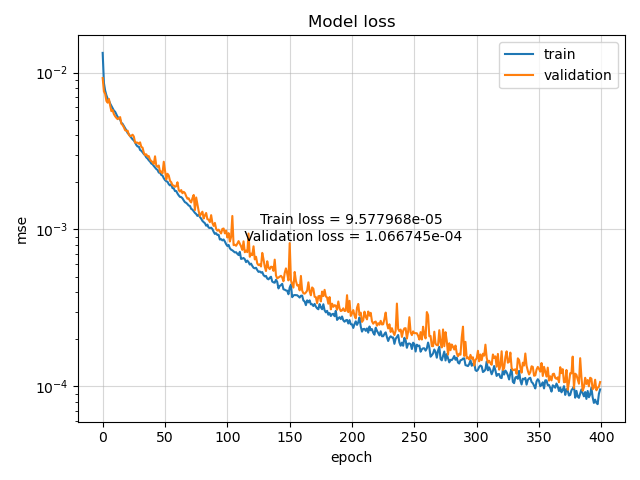 Model loss
train
validation
10⁻²
10⁻³
10⁻⁴
mse
Train loss = 9.577968e-05
Validation loss = 1.066745e-04
0 50 100 150 200 250 300 350 400
epoch